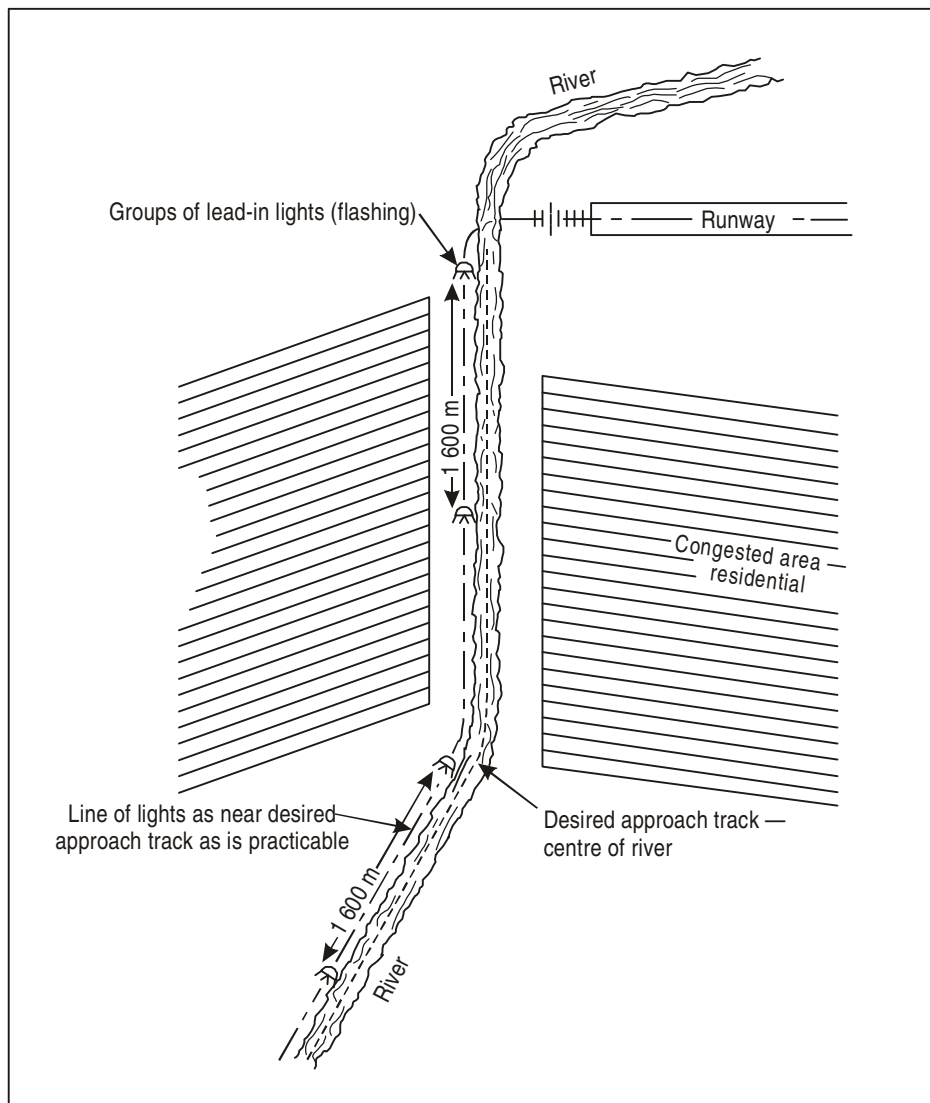 River
Groups of lead-in lights (flashing)
Runway
1 600 m
Congested area
residential
Line of lights as near desired
approach track as is practicable
Desired approach track —
centre of river
1 600 m
River